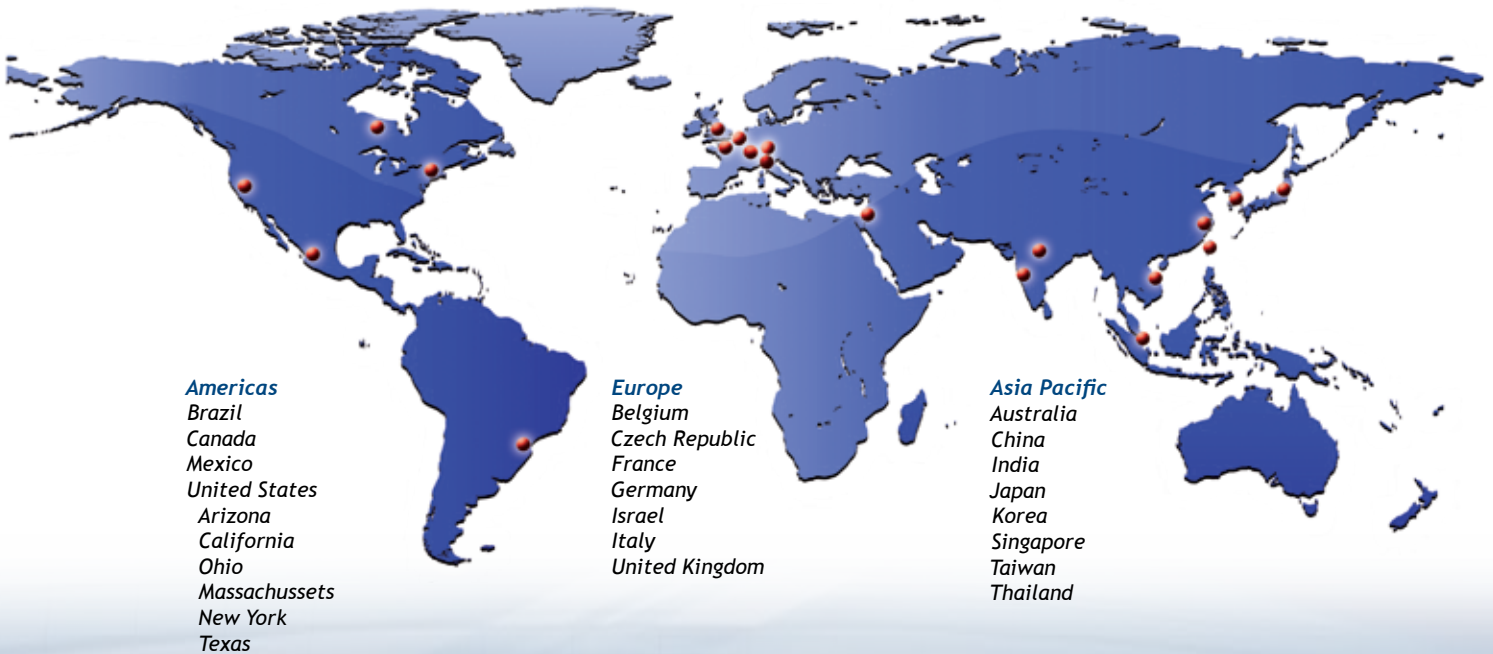 Americas
Brazil
Canada
Mexico
United States
Arizona
California
Ohio
Massachussets
New York
Texas
Europe
Belgium
Czech Republic
France
Germany
Israel
Italy
United Kingdom
Asia Pacific
Australia
China
India
Japan
Korea
Singapore
Taiwan
Thailand